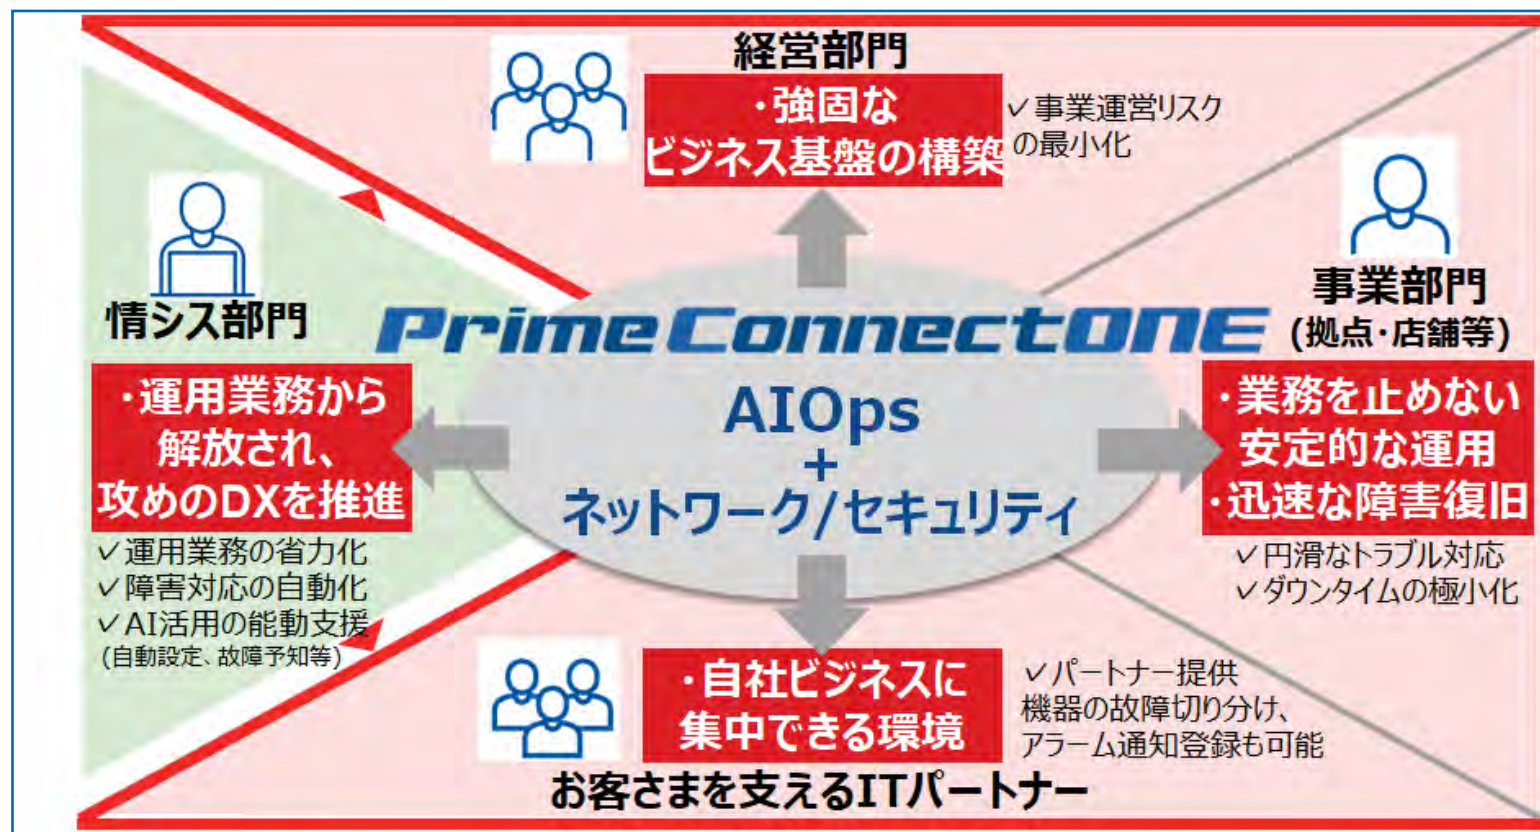 経営部門
・強固な
ビジネス基盤の構築
✓事業運営リスク
の最小化
情シス部門
・運用業務から
解放され、
攻めのDXを推進
✓運用業務の省力化
✓障害対応の自動化
✓AI活用の能動支援
(自動設定、故障予知等)
PrimeConnectONE
AIOps
+
ネットワーク/セキュリティ
事業部門
(拠点・店舗等)
・業務を止めない
安定的な運用
・迅速な障害復旧
✓円滑なトラブル対応
✓ダウンタイムの極小化
・自社ビジネスに
集中できる環境
✓パートナー提供
機器の故障切り分け、
アラーム通知登録も可能
お客さまを支えるITパートナー